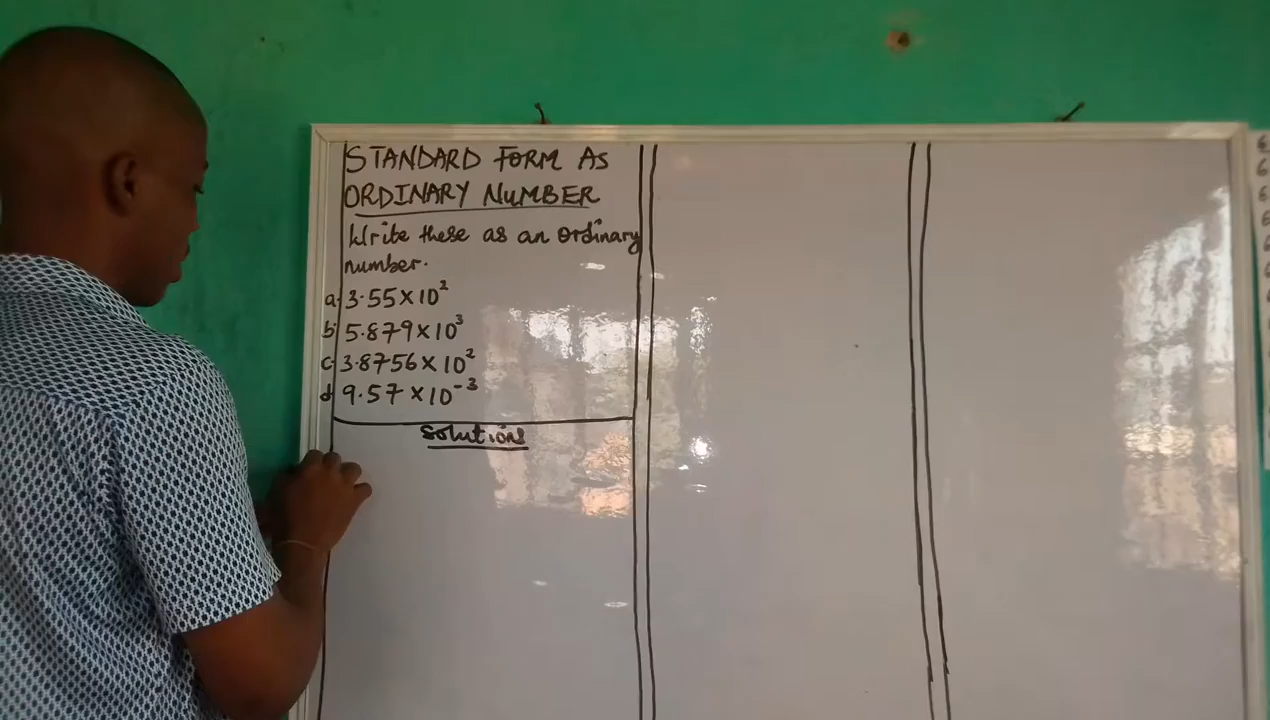 STANDARD FORM AS
ORDINARY NUMBER
Write these as an ordinary
number.
a. 3.55×10²
b. 5.879×10³
c. 3.8756×10²
d. 9.57×10⁻³
Solutions